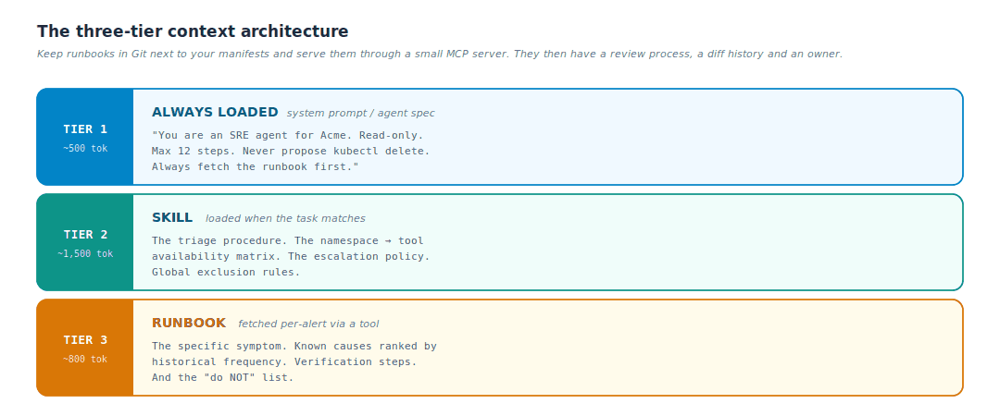 The three-tier context architecture
Keep runbooks in Git next to your manifests and serve them through a small MCP server. They then have a review process, a diff history and an owner.
TIER 1
~500 tok
ALWAYS LOADED system prompt / agent spec
"You are an SRE agent for Acme. Read-only.
Max 12 steps. Never propose kubectl delete.
Always fetch the runbook first."
TIER 2
~1,500 tok
SKILL loaded when the task matches
The triage procedure. The namespace → tool
availability matrix. The escalation policy.
Global exclusion rules.
TIER 3
~800 tok
RUNBOOK fetched per-alert via a tool
The specific symptom. Known causes ranked by
historical frequency. Verification steps.
And the "do NOT" list.